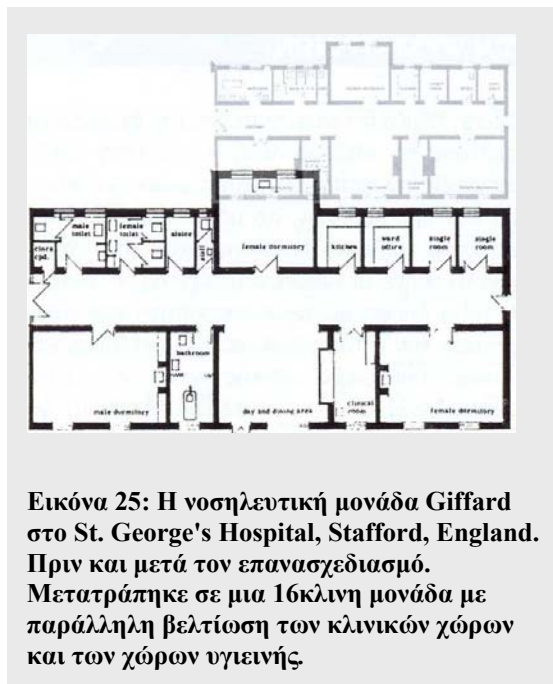 male toilet
female toilet
sluice
staff
female dormitory
kitchen
ward office
single room
single room
bathroom
male dormitory
day and dining area
clinical room
female dormitory
Εικόνα 25: Η νοσηλευτική μονάδα Giffard
στο St. George's Hospital, Stafford, England.
Πριν και μετά τον επανασχεδιασμό.
Μετατράπηκε σε μια 16κλινη μονάδα με
παράλληλη βελτίωση των κλινικών χώρων
και των χώρων υγιεινής.